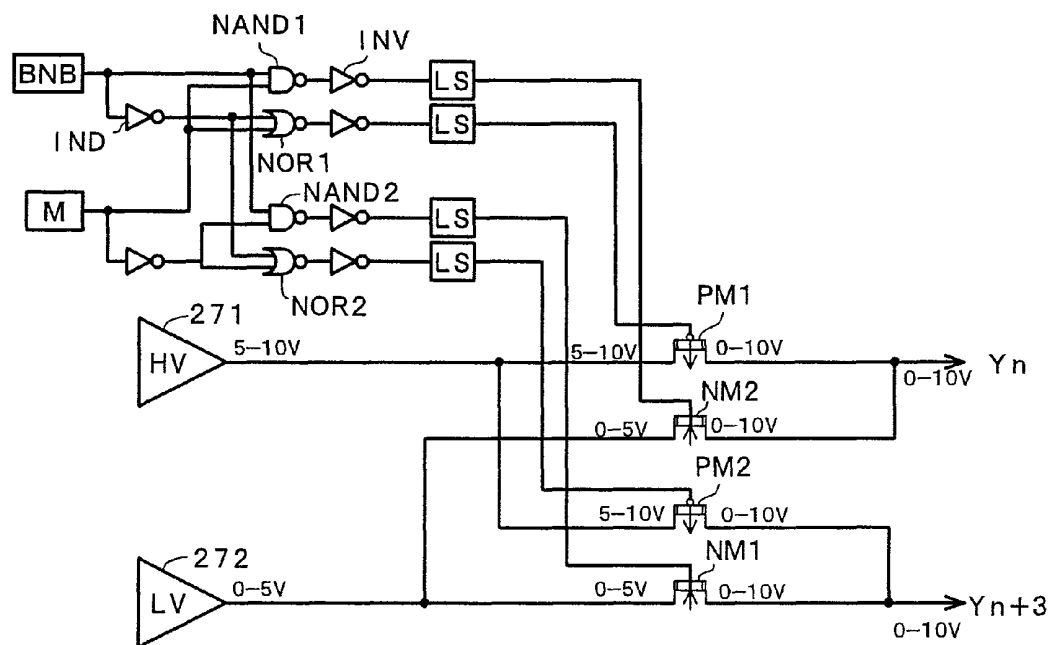 NAND1
INV
BNB
LS
LS
IND
NOR1
NAND2
M
LS
LS
NOR2
271
PM1
HV
5–10V
5–10V
0–10V
Yn
0–10V
NM2
0–5V
0–10V
PM2
5–10V
0–10V
272
NM1
LV
0–5V
0–5V
0–10V
Yn+3
0–10V